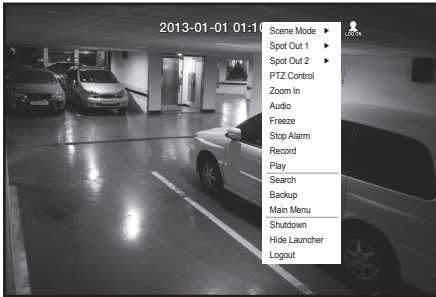 2013-01-01 01:10
LOG ON
Scene Mode ▶
Spot Out 1 ▶
Spot Out 2 ▶
PTZ Control
Zoom In
Audio
Freeze
Stop Alarm
Record
Play
Search
Backup
Main Menu
Shutdown
Hide Launcher
Logout